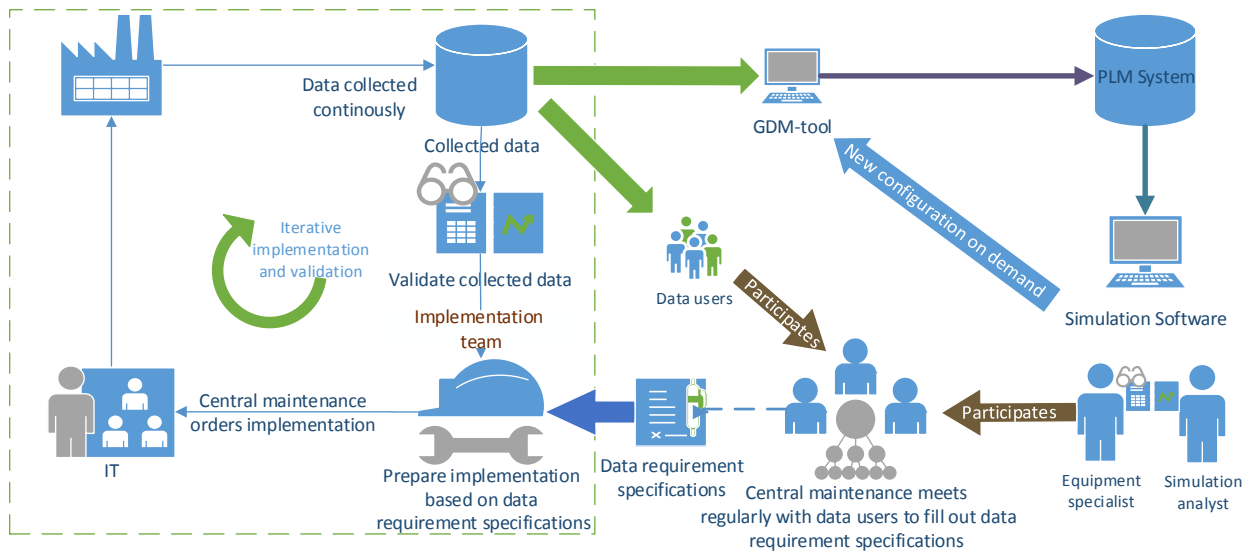 Data collected
continously
Collected data
GDM-tool
PLM System
New configuration on demand
Iterative
implementation
and validation
Validate collected data
Data users
Participates
Simulation Software
Implementation
team
Central maintenance
orders implementation
IT
Prepare implementation
based on data
requirement specifications
Data requirement
specifications
Central maintenance meets
regularly with data users to fill out data
requirement specifications
Participates
Equipment
specialist
Simulation
analyst